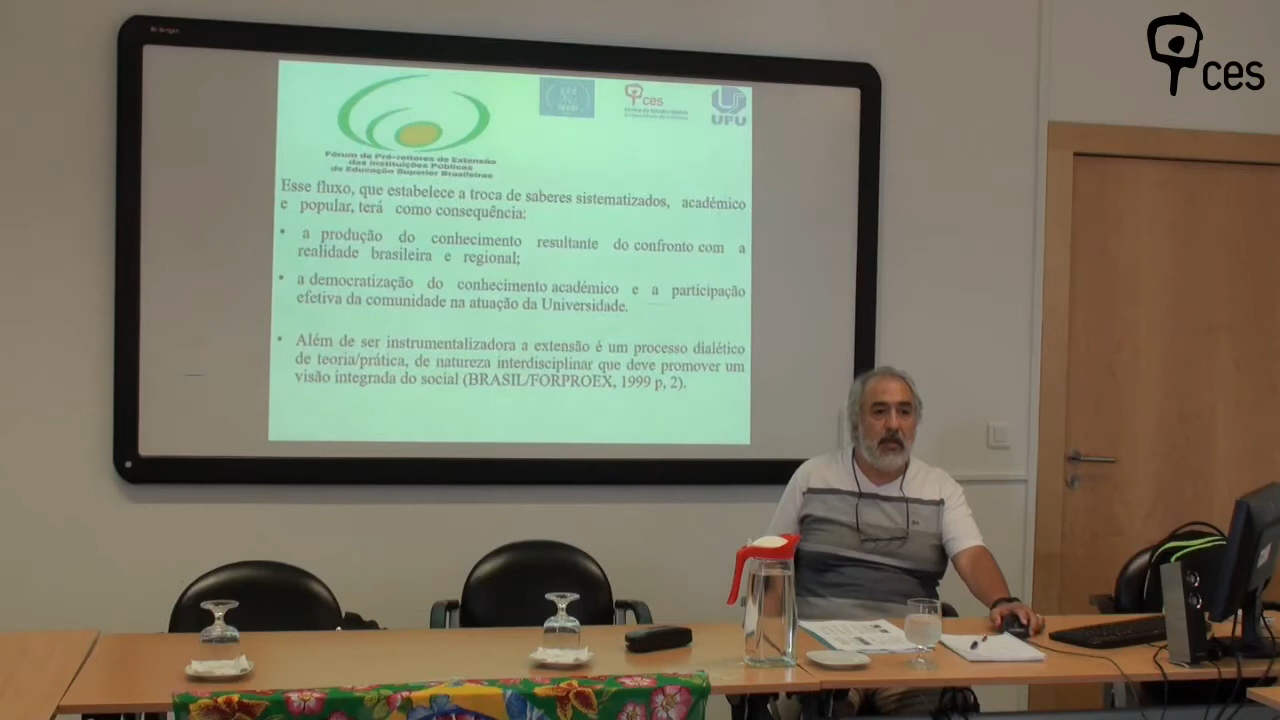 ces
ces
UFU
Fórum de Pró-reitores de Extensão
das Instituições Públicas
de Educação Superior Brasileiras
Esse fluxo, que estabelece a troca de saberes sistematizados, académico
e popular, terá como consequência:
• a produção do conhecimento resultante do confronto com a
realidade brasileira e regional;
• a democratização do conhecimento académico e a participação
efetiva da comunidade na atuação da Universidade.
• Além de ser instrumentalizadora a extensão é um processo dialético
de teoria/prática, de natureza interdisciplinar que deve promover um
visão integrada do social (BRASIL/FORPROEX, 1999 p, 2).